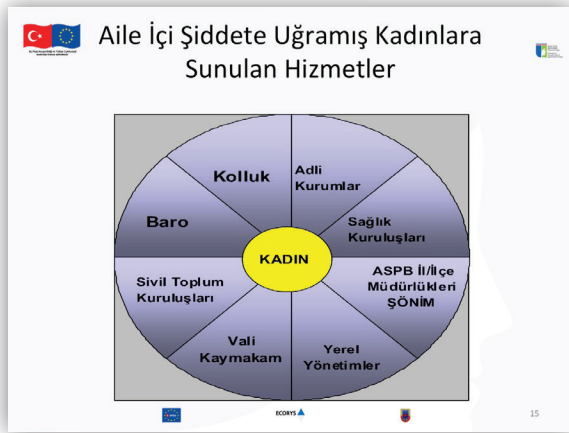 Aile İçi Şiddete Uğramış Kadınlara
Sunulan Hizmetler
Kolluk
Adli
Kurumlar
Baro
Sağlık
Kuruluşları
KADIN
Sivil Toplum
Kuruluşları
ASPB İl/İlçe
Müdürlükleri
ŞÖNİM
Vali
Kaymakam
Yerel
Yönetimler
ECORYS
15